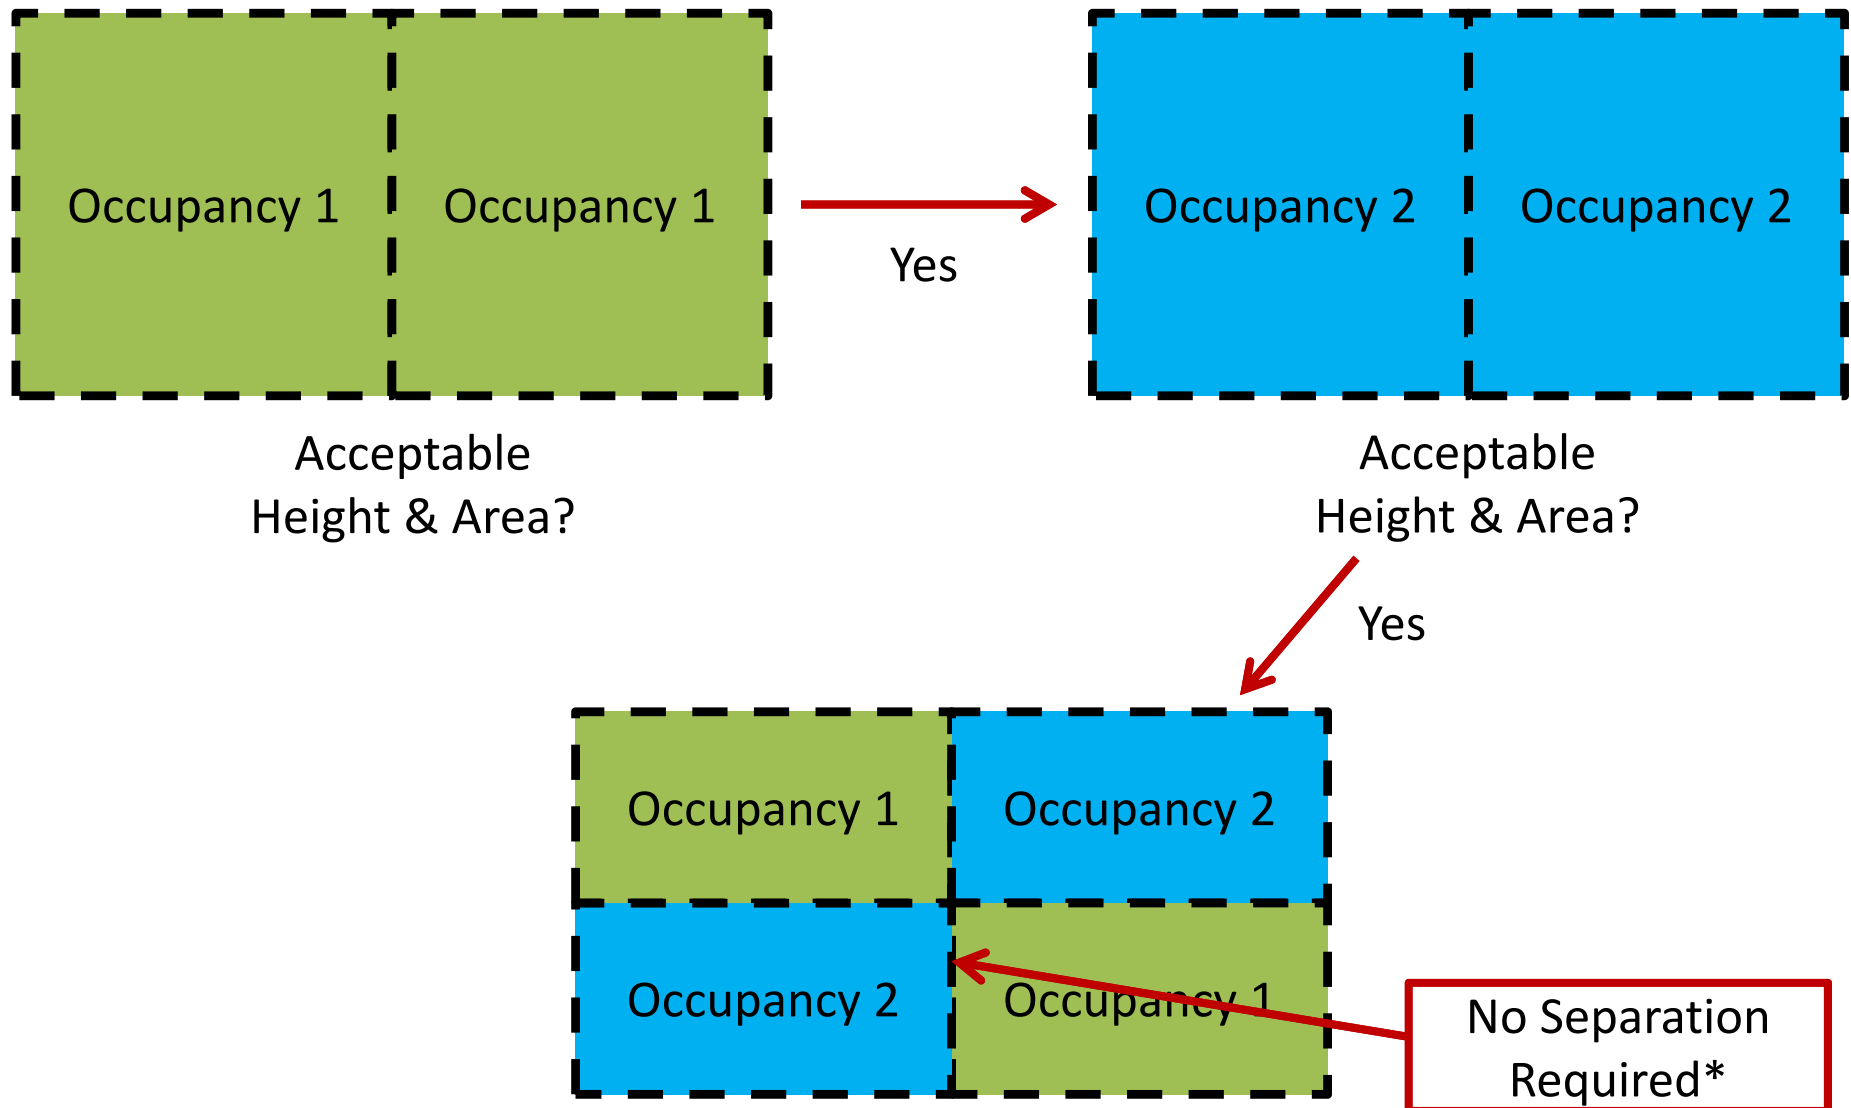 Occupancy 1
Occupancy 1
Yes
Occupancy 2
Occupancy 2
Acceptable
Height & Area?
Acceptable
Height & Area?
Yes
Occupancy 1
Occupancy 2
Occupancy 2
Occupancy 1
No Separation
Required*